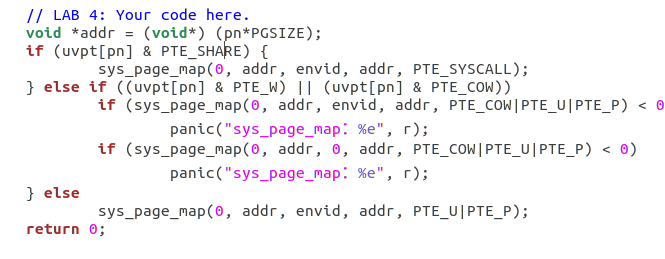 // LAB 4: Your code here.
void *addr = (void*) (pn*PGSIZE);
if (uvpt[pn] & PTE_SHARE) {
        sys_page_map(0, addr, envid, addr, PTE_SYSCALL);
} else if ((uvpt[pn] & PTE_W) || (uvpt[pn] & PTE_COW))
        if (sys_page_map(0, addr, envid, addr, PTE_COW|PTE_U|PTE_P) < 0
                panic("sys_page_map: %e", r);
        if (sys_page_map(0, addr, 0, addr, PTE_COW|PTE_U|PTE_P) < 0)
                panic("sys_page_map: %e", r);
} else
        sys_page_map(0, addr, envid, addr, PTE_U|PTE_P);
return 0;